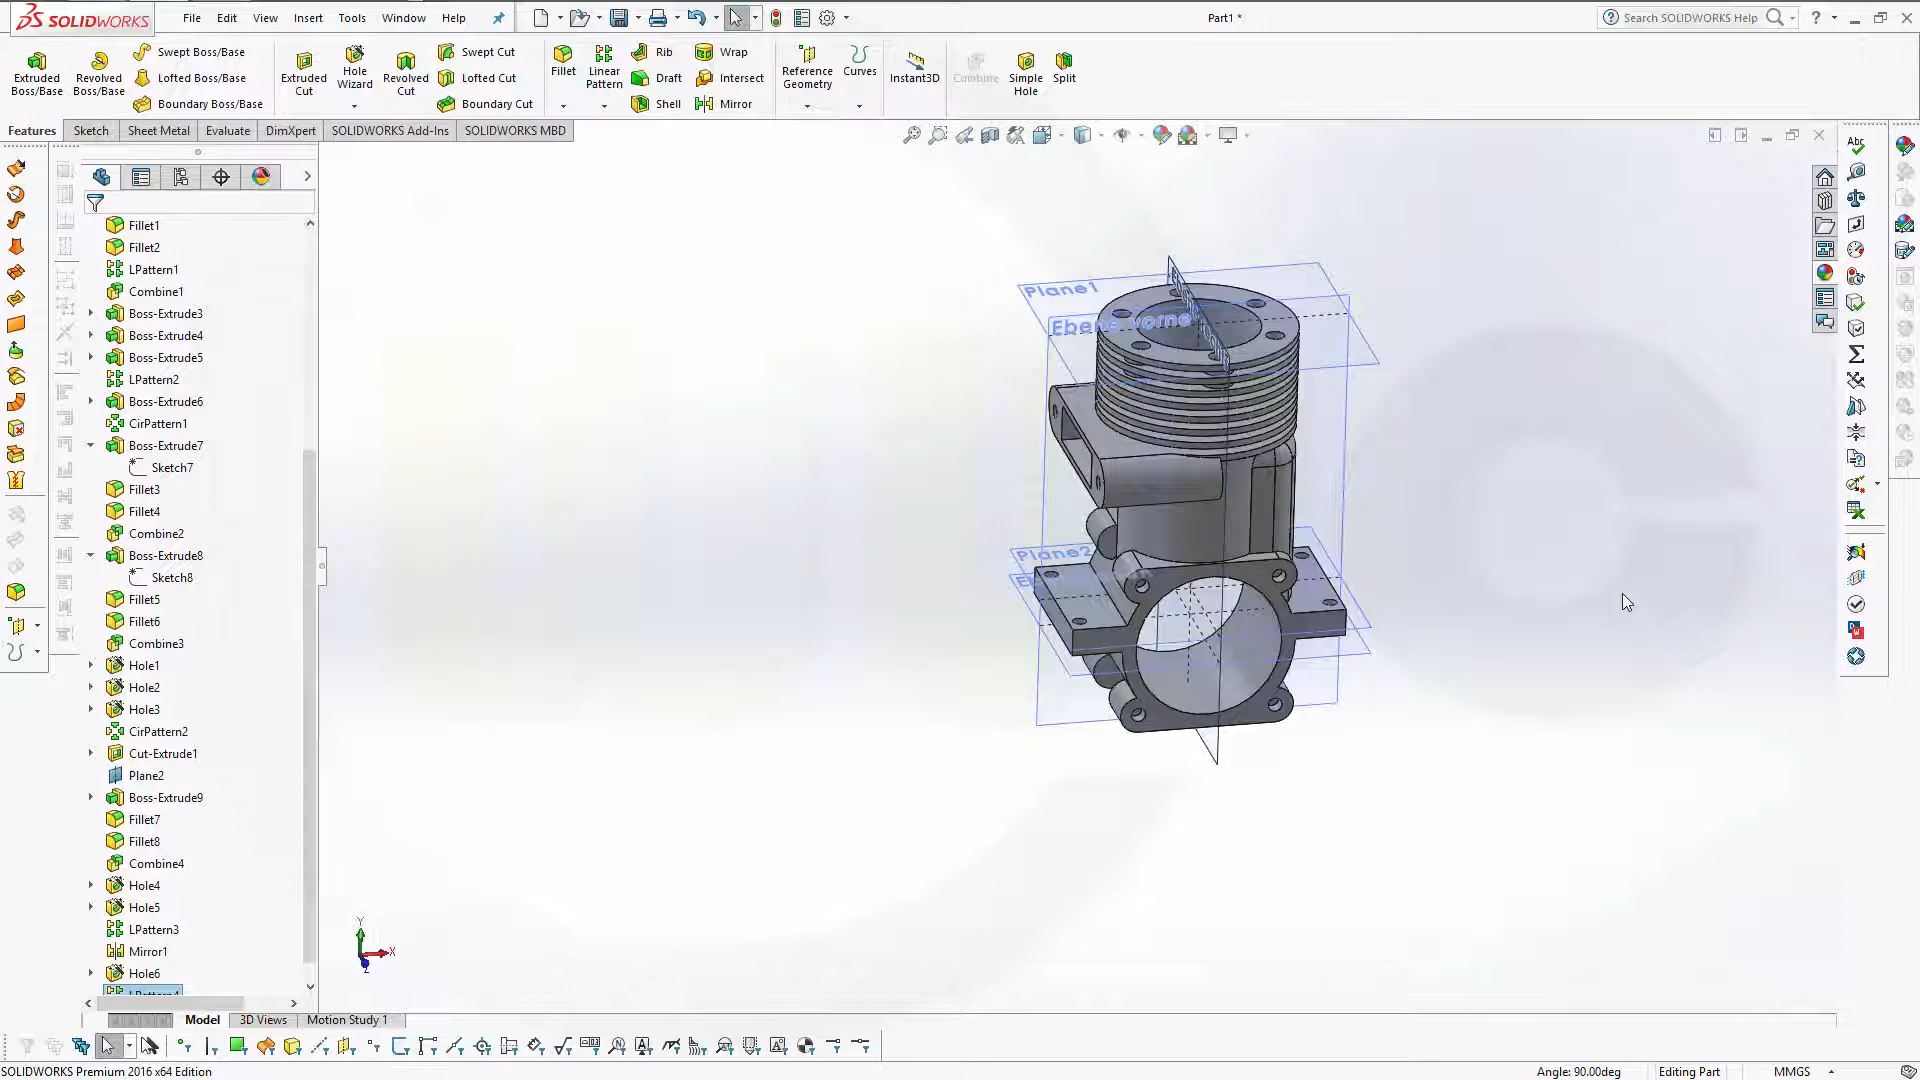 SOLIDWORKS
File Edit View Insert Tools Window Help
Part1 *
Search SOLIDWORKS Help
Extruded Boss/Base
Revolved Boss/Base
Swept Boss/Base
Lofted Boss/Base
Boundary Boss/Base
Extruded Cut
Hole Wizard
Revolved Cut
Swept Cut
Lofted Cut
Boundary Cut
Fillet
Linear Pattern
Rib
Draft
Shell
Wrap
Intersect
Mirror
Reference Geometry
Curves
Instant3D
Combine
Simple Hole
Split
Features Sketch Sheet Metal Evaluate DimXpert SOLIDWORKS Add-Ins SOLIDWORKS MBD
Fillet1
Fillet2
LPattern1
Combine1
Boss-Extrude3
Boss-Extrude4
Boss-Extrude5
LPattern2
Boss-Extrude6
CirPattern1
Boss-Extrude7
Sketch7
Fillet3
Fillet4
Combine2
Boss-Extrude8
Sketch8
Fillet5
Fillet6
Combine3
Hole1
Hole2
Hole3
CirPattern2
Cut-Extrude1
Plane2
Boss-Extrude9
Fillet7
Fillet8
Combine4
Hole4
Hole5
LPattern3
Mirror1
Hole6
LPattern4
Plane1
Ebene vorne
Plane2
Y
X
Z
Abc
Model 3D Views Motion Study 1
SOLIDWORKS Premium 2016 x64 Edition
Angle: 90.00deg Editing Part MMGS